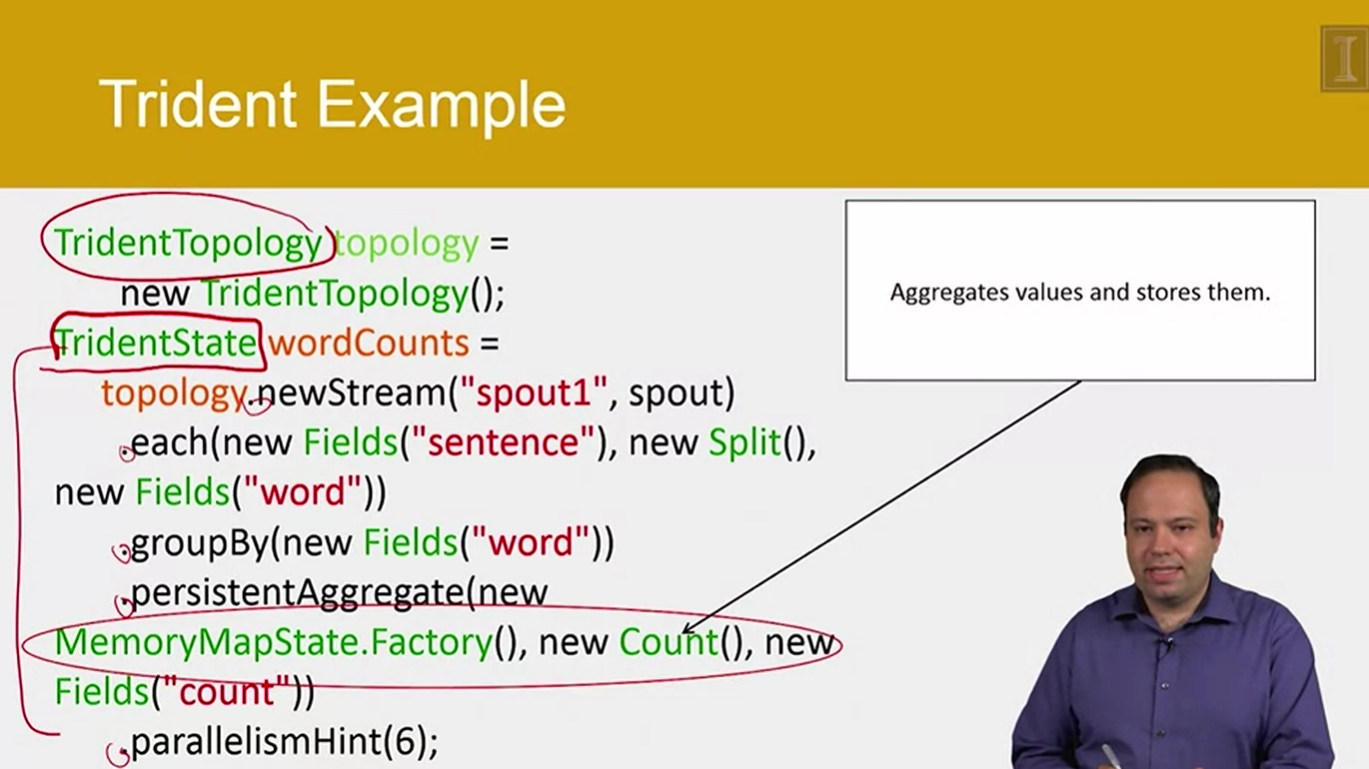 Trident Example
TridentTopology topology =
new TridentTopology();
TridentState wordCounts =
topology.newStream("spout1", spout)
.each(new Fields("sentence"), new Split(),
new Fields("word"))
.groupBy(new Fields("word"))
.persistentAggregate(new
MemoryMapState.Factory(), new Count(), new
Fields("count"))
.parallelismHint(6);
Aggregates values and stores them.
I